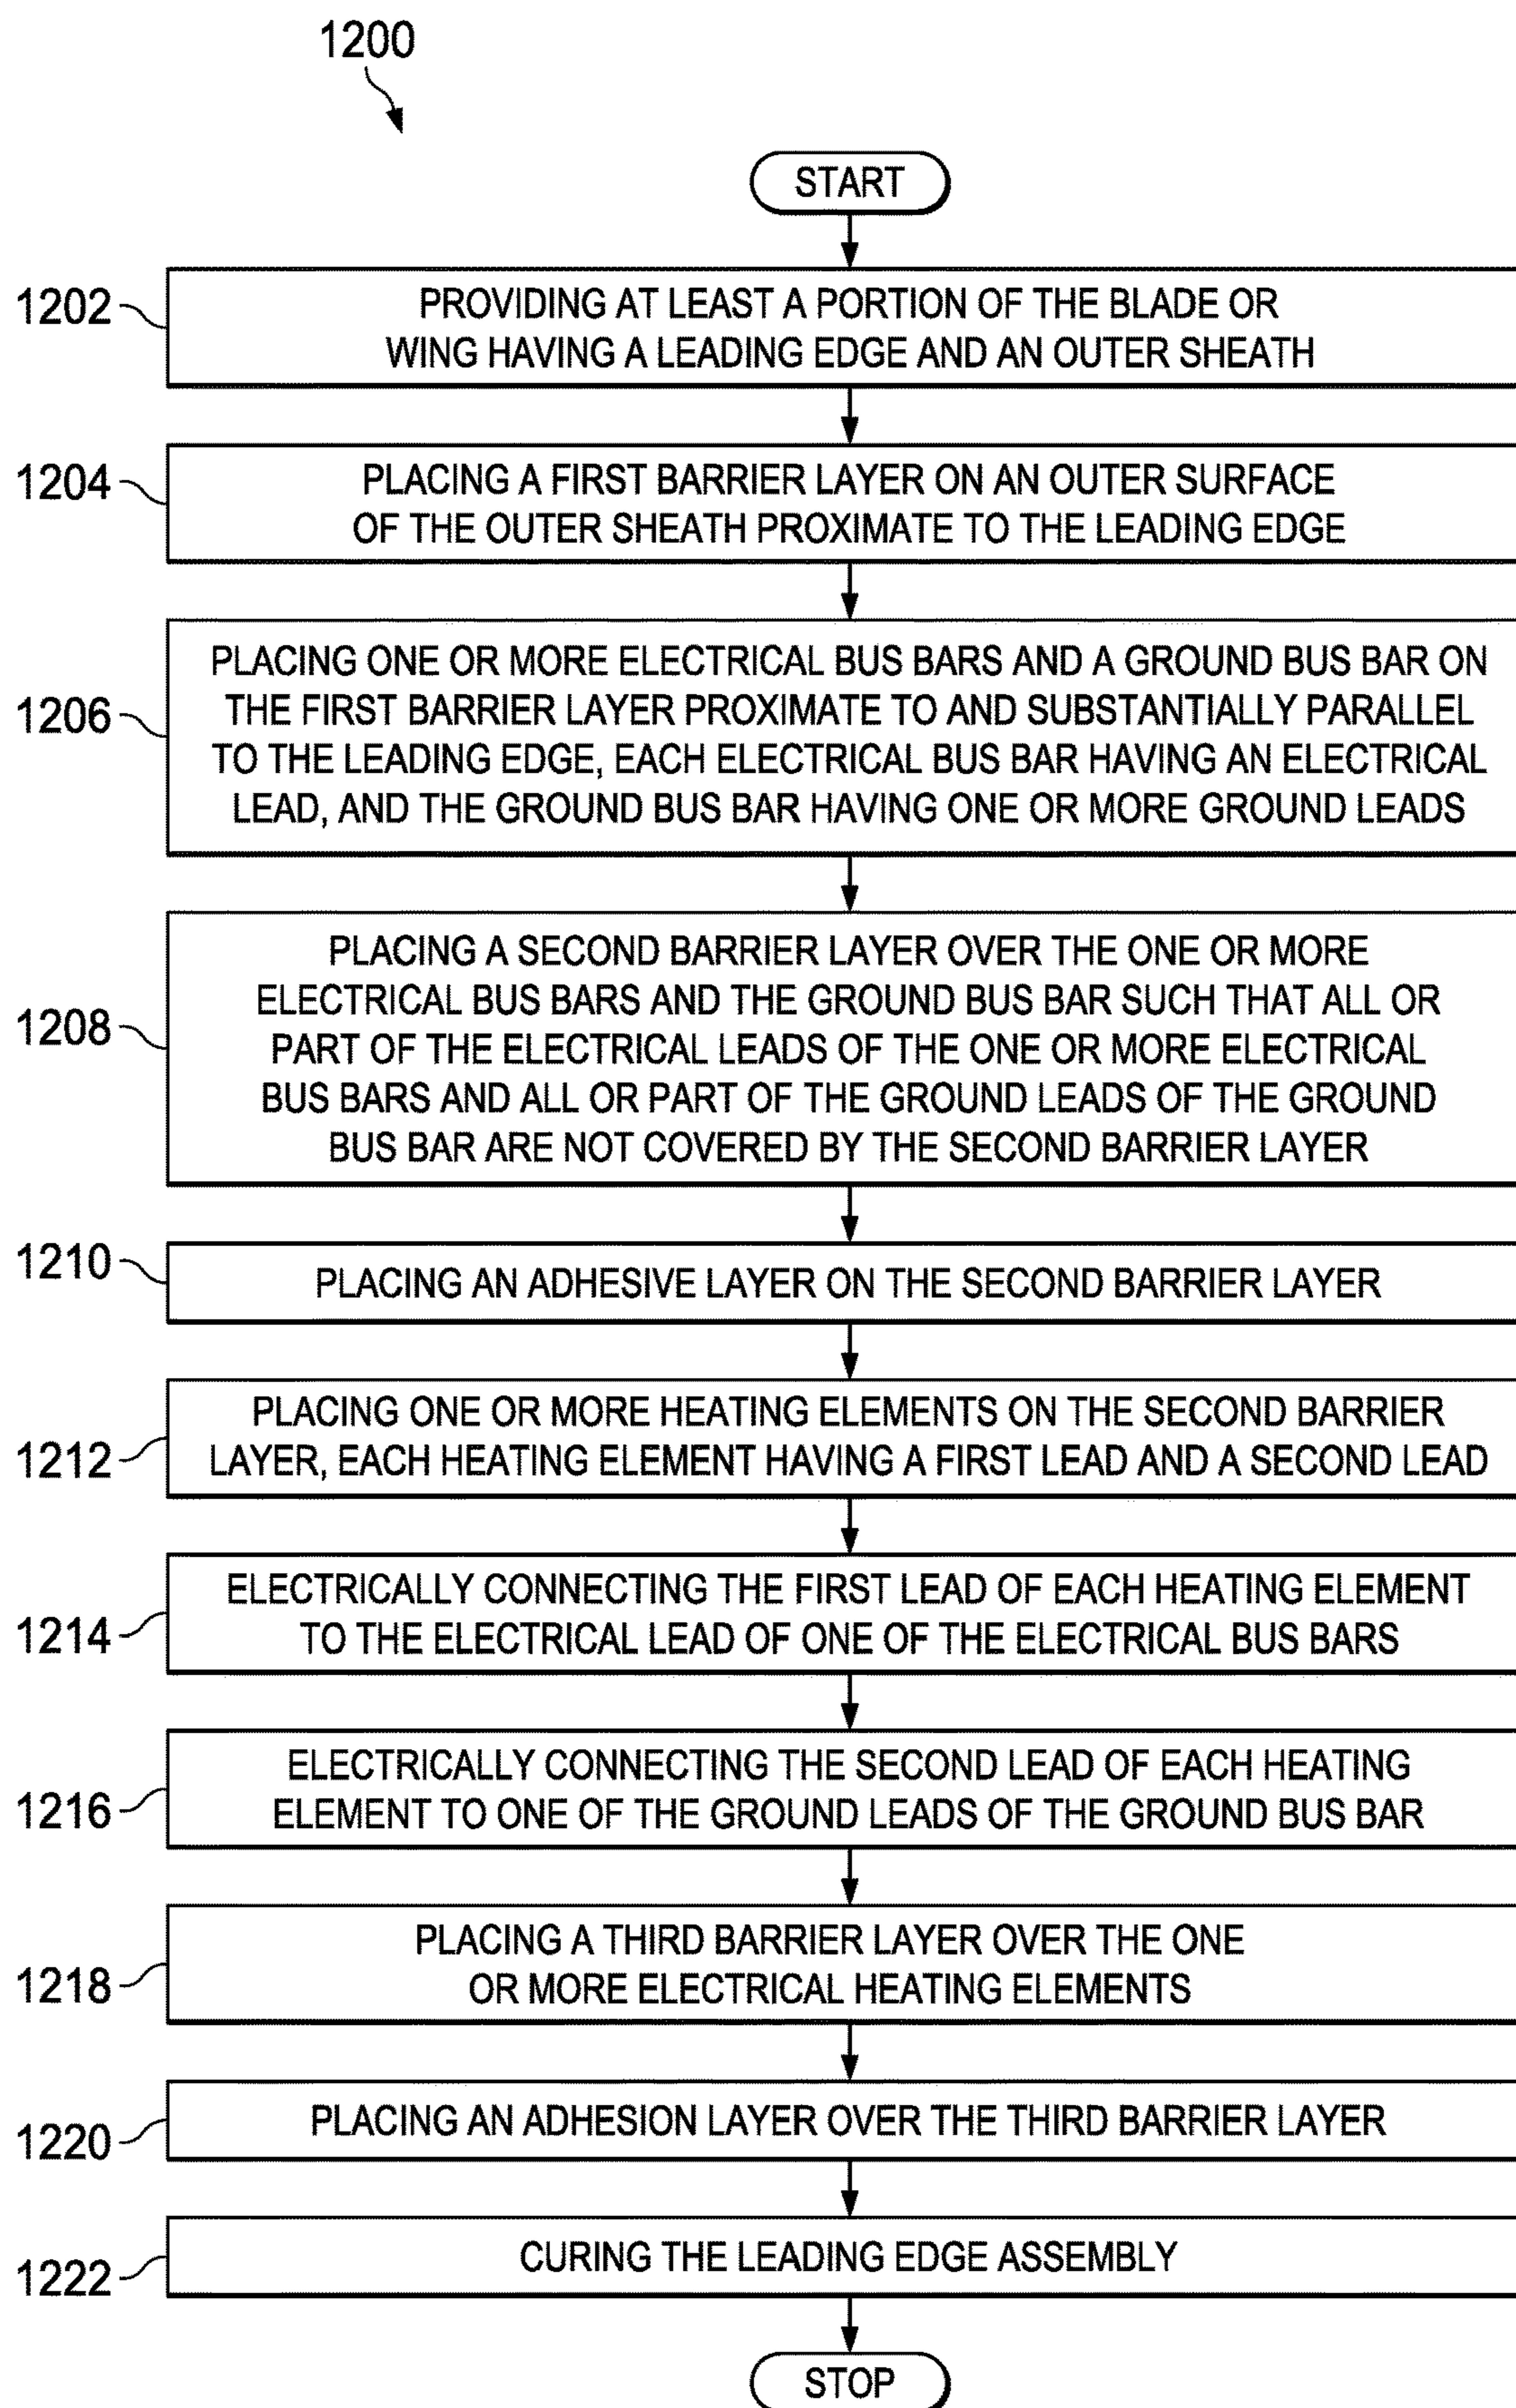 1200
START
1202
PROVIDING AT LEAST A PORTION OF THE BLADE OR
WING HAVING A LEADING EDGE AND AN OUTER SHEATH
1204
PLACING A FIRST BARRIER LAYER ON AN OUTER SURFACE
OF THE OUTER SHEATH PROXIMATE TO THE LEADING EDGE
1206
PLACING ONE OR MORE ELECTRICAL BUS BARS AND A GROUND BUS BAR ON
THE FIRST BARRIER LAYER PROXIMATE TO AND SUBSTANTIALLY PARALLEL
TO THE LEADING EDGE, EACH ELECTRICAL BUS BAR HAVING AN ELECTRICAL
LEAD, AND THE GROUND BUS BAR HAVING ONE OR MORE GROUND LEADS
1208
PLACING A SECOND BARRIER LAYER OVER THE ONE OR MORE
ELECTRICAL BUS BARS AND THE GROUND BUS BAR SUCH THAT ALL OR
PART OF THE ELECTRICAL LEADS OF THE ONE OR MORE ELECTRICAL
BUS BARS AND ALL OR PART OF THE GROUND LEADS OF THE GROUND
BUS BAR ARE NOT COVERED BY THE SECOND BARRIER LAYER
1210
PLACING AN ADHESIVE LAYER ON THE SECOND BARRIER LAYER
1212
PLACING ONE OR MORE HEATING ELEMENTS ON THE SECOND BARRIER
LAYER, EACH HEATING ELEMENT HAVING A FIRST LEAD AND A SECOND LEAD
1214
ELECTRICALLY CONNECTING THE FIRST LEAD OF EACH HEATING ELEMENT
TO THE ELECTRICAL LEAD OF ONE OF THE ELECTRICAL BUS BARS
1216
ELECTRICALLY CONNECTING THE SECOND LEAD OF EACH HEATING
ELEMENT TO ONE OF THE GROUND LEADS OF THE GROUND BUS BAR
1218
PLACING A THIRD BARRIER LAYER OVER THE ONE
OR MORE ELECTRICAL HEATING ELEMENTS
1220
PLACING AN ADHESION LAYER OVER THE THIRD BARRIER LAYER
1222
CURING THE LEADING EDGE ASSEMBLY
STOP